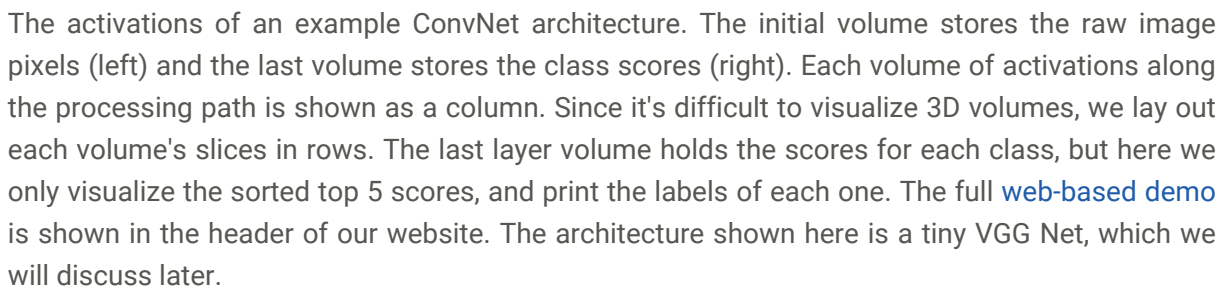 The activations of an example ConvNet architecture. The initial volume stores the raw image
pixels (left) and the last volume stores the class scores (right). Each volume of activations along
the processing path is shown as a column. Since it's difficult to visualize 3D volumes, we lay out
each volume's slices in rows. The last layer volume holds the scores for each class, but here we
only visualize the sorted top 5 scores, and print the labels of each one. The full web-based demo
is shown in the header of our website. The architecture shown here is a tiny VGG Net, which we
will discuss later.